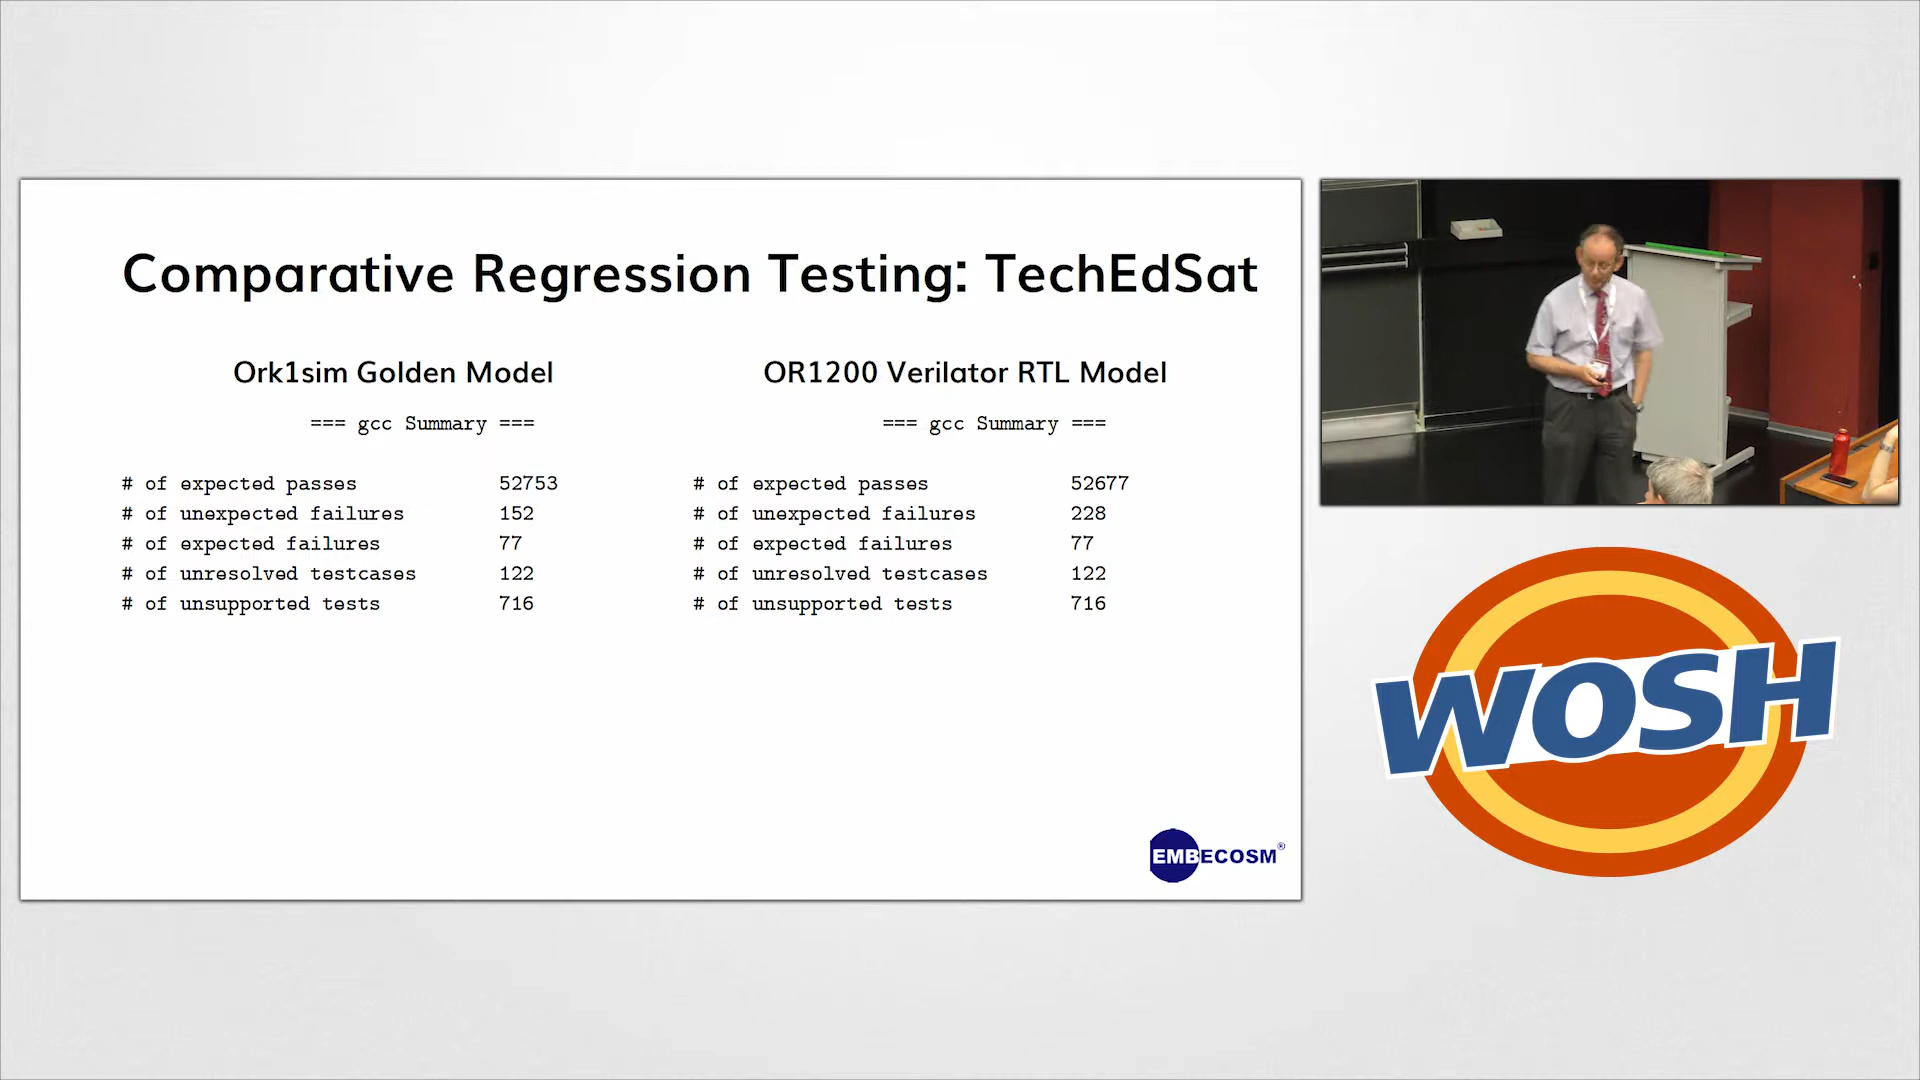 Comparative Regression Testing: TechEdSat
Ork1sim Golden Model
=== gcc Summary ===
# of expected passes 52753
# of unexpected failures 152
# of expected failures 77
# of unresolved testcases 122
# of unsupported tests 716
OR1200 Verilator RTL Model
=== gcc Summary ===
# of expected passes 52677
# of unexpected failures 228
# of expected failures 77
# of unresolved testcases 122
# of unsupported tests 716
EMBECOSM®
WOSH